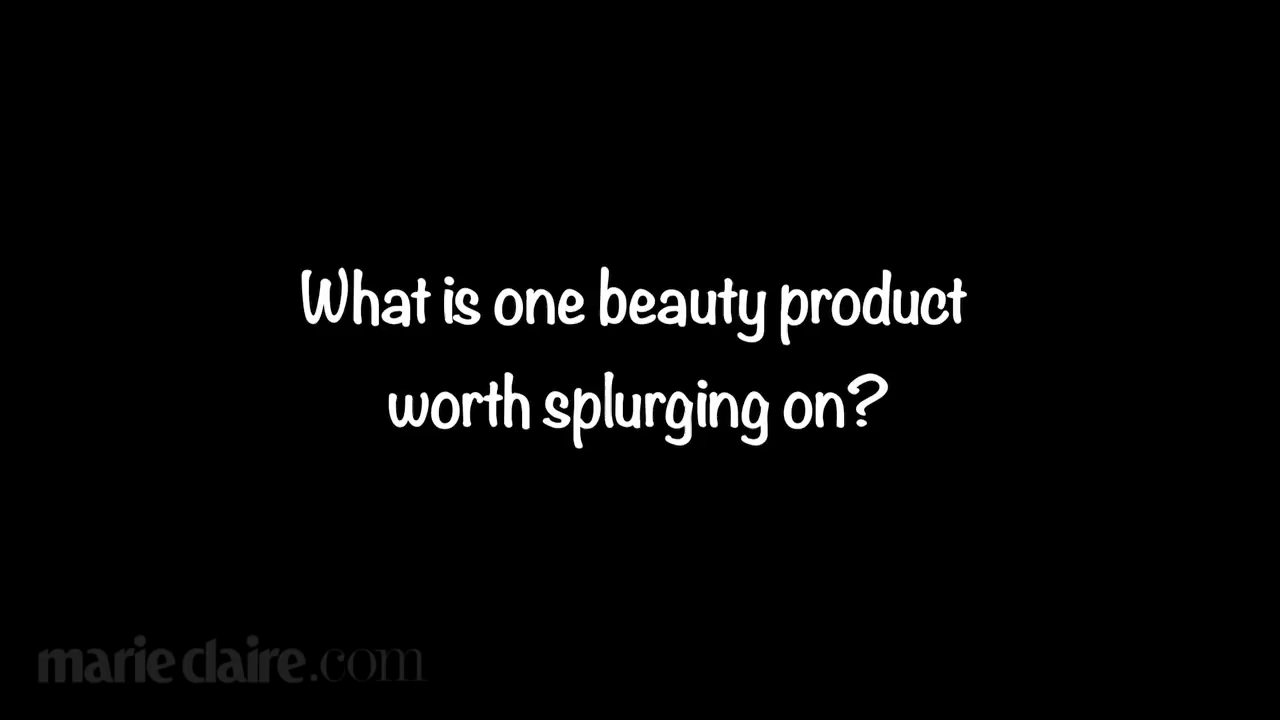 What is one beauty product
worth splurging on?
marie claire.com